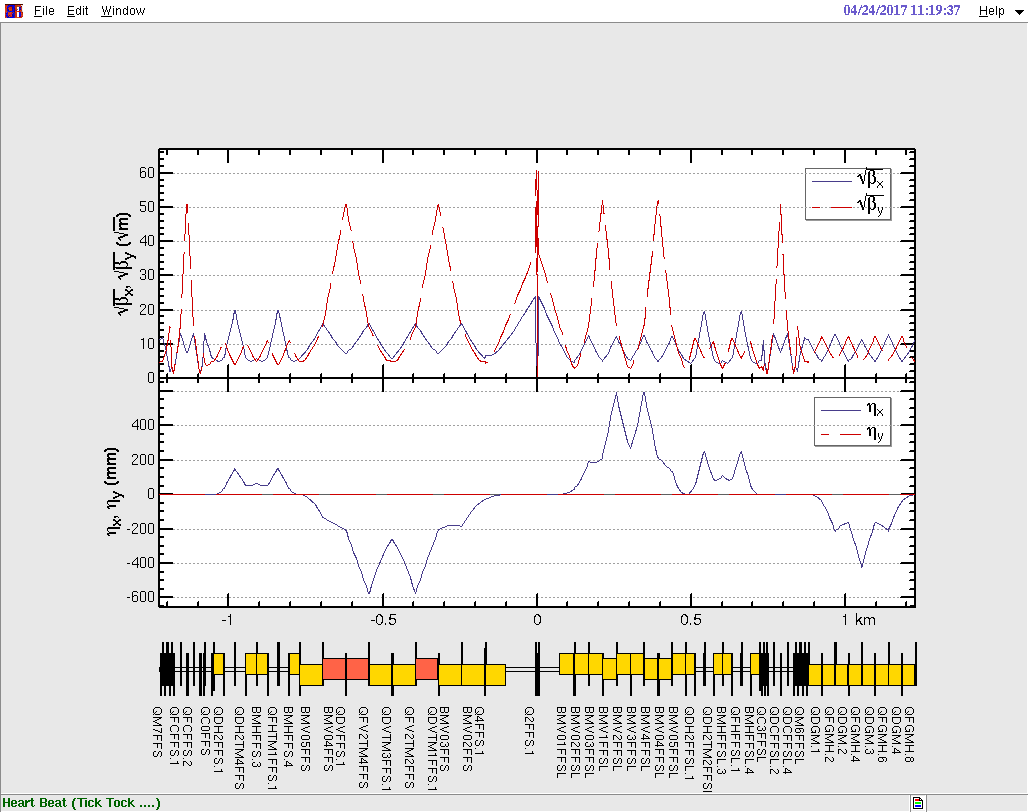 File Edit Window 04/24/2017 11:19:37 Help
60
50
40
30
20
10
0
√βx, √βy (√m)
√βx
√βy
400
200
0
-200
-400
-600
ηx, ηy (mm)
ηx
ηy
-1 -0.5 0 0.5 1 km
QM7FFS
QFCFFS.1
QFCFFS.2
QC0FFS
QDH2FFS.1
QDH2TM4FFS
BMHFFS.3
QFHTM1FFS.1
BMHFFS.4
BMV05FFS
BMV04FFS
QDVFFS.1
QFV2TM4FFS
QDVTM3FFS.1
QFV2TM2FFS
QDVTM1FFS.1
BMV03FFS
BMV02FFS
Q4FFS.1
Q2FFS.1
BMV01FFSL
BMV02FFSL
BMV03FFSL
BMV1FFSL
BMV2FFSL
BMV3FFSL
BMV4FFSL
BMV04FFSL
BMV05FFSL
QDH2FFSL.1
QDH2TM2FFSL
BMHFFSL.3
QFHFFSL.1
BMHFFSL.4
QC3FFSL
QDCFFSL.2
QDCFFSL.4
QM6FFSL
QDGM.1
QFGMH.2
QDGM.2
QFGMH.4
QDGM.3
QFGMH.6
QDGM.4
QFGMH.8
Heart Beat (Tick Tock ....)